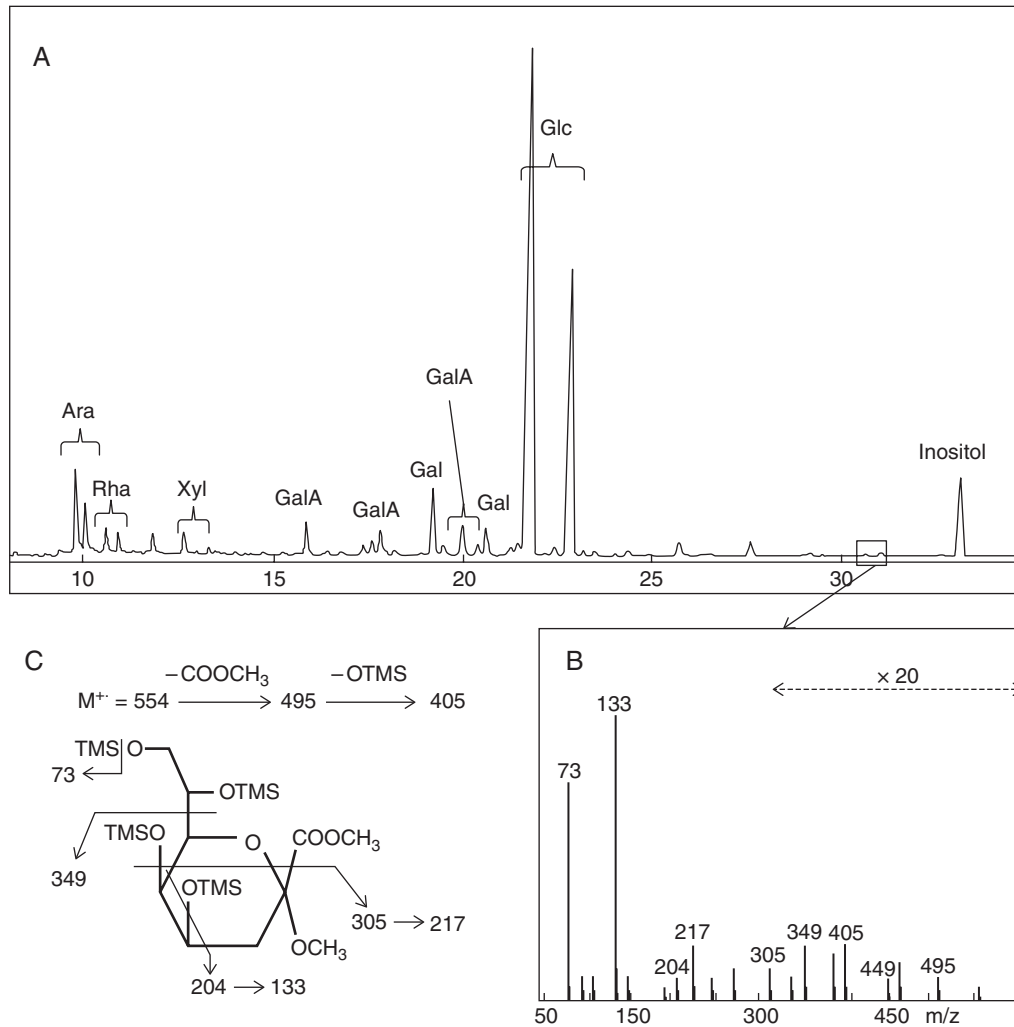 A
Glc
GalA
Ara
Rha
Xyl
GalA
GalA
Gal
Gal
Inositol
10
15
20
25
30
C
–COOCH₃
–OTMS
M⁺· = 554
495
405
TMS O
73
OTMS
TMSO
O
COOCH₃
349
OTMS
305
217
OCH₃
204
133
B
× 20
133
73
217
204
305
349
405
449
495
50
150
300
450
m/z